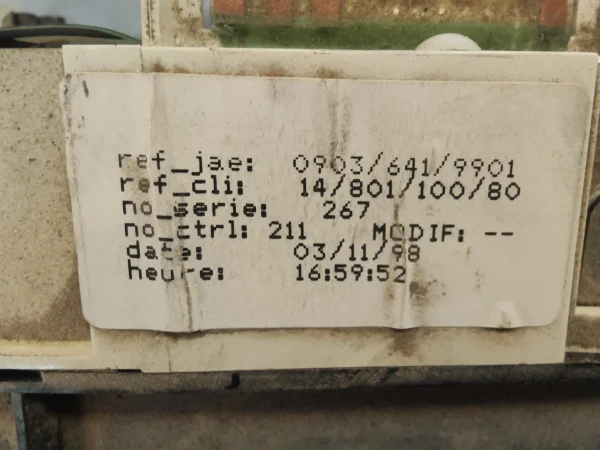 ref_jae: 0903/641/9901
ref_cli: 14/801/100/80
no_serie: 267
no_ctrl: 211 MODIF: --
date: 03/11/98
heure: 16:59:52